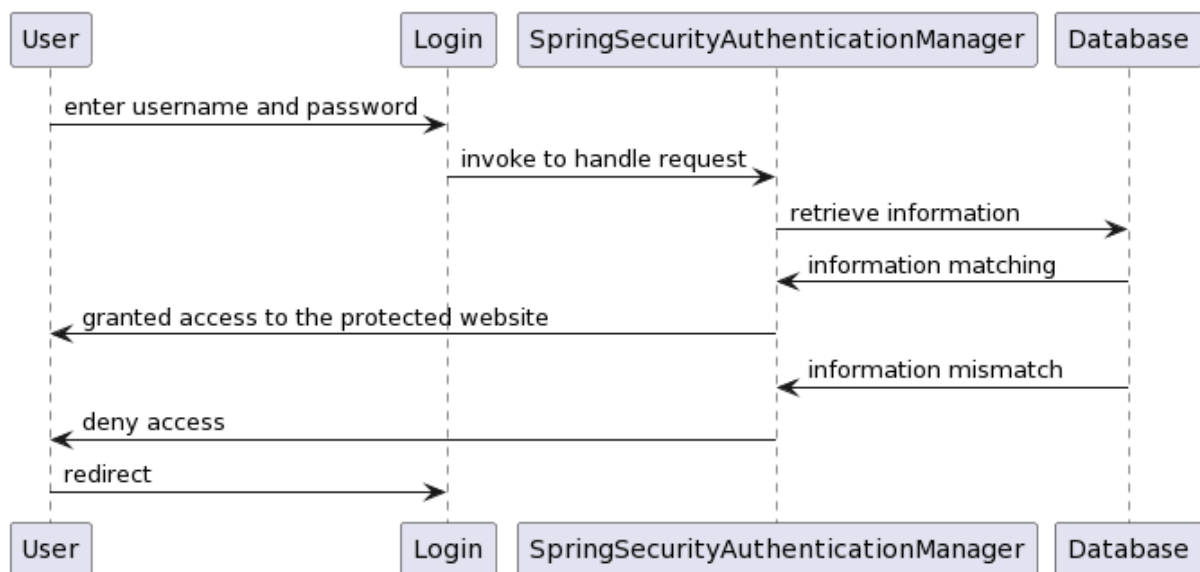 User Login SpringSecurityAuthenticationManager Database
enter username and password
invoke to handle request
retrieve information
information matching
granted access to the protected website
information mismatch
deny access
redirect
User Login SpringSecurityAuthenticationManager Database